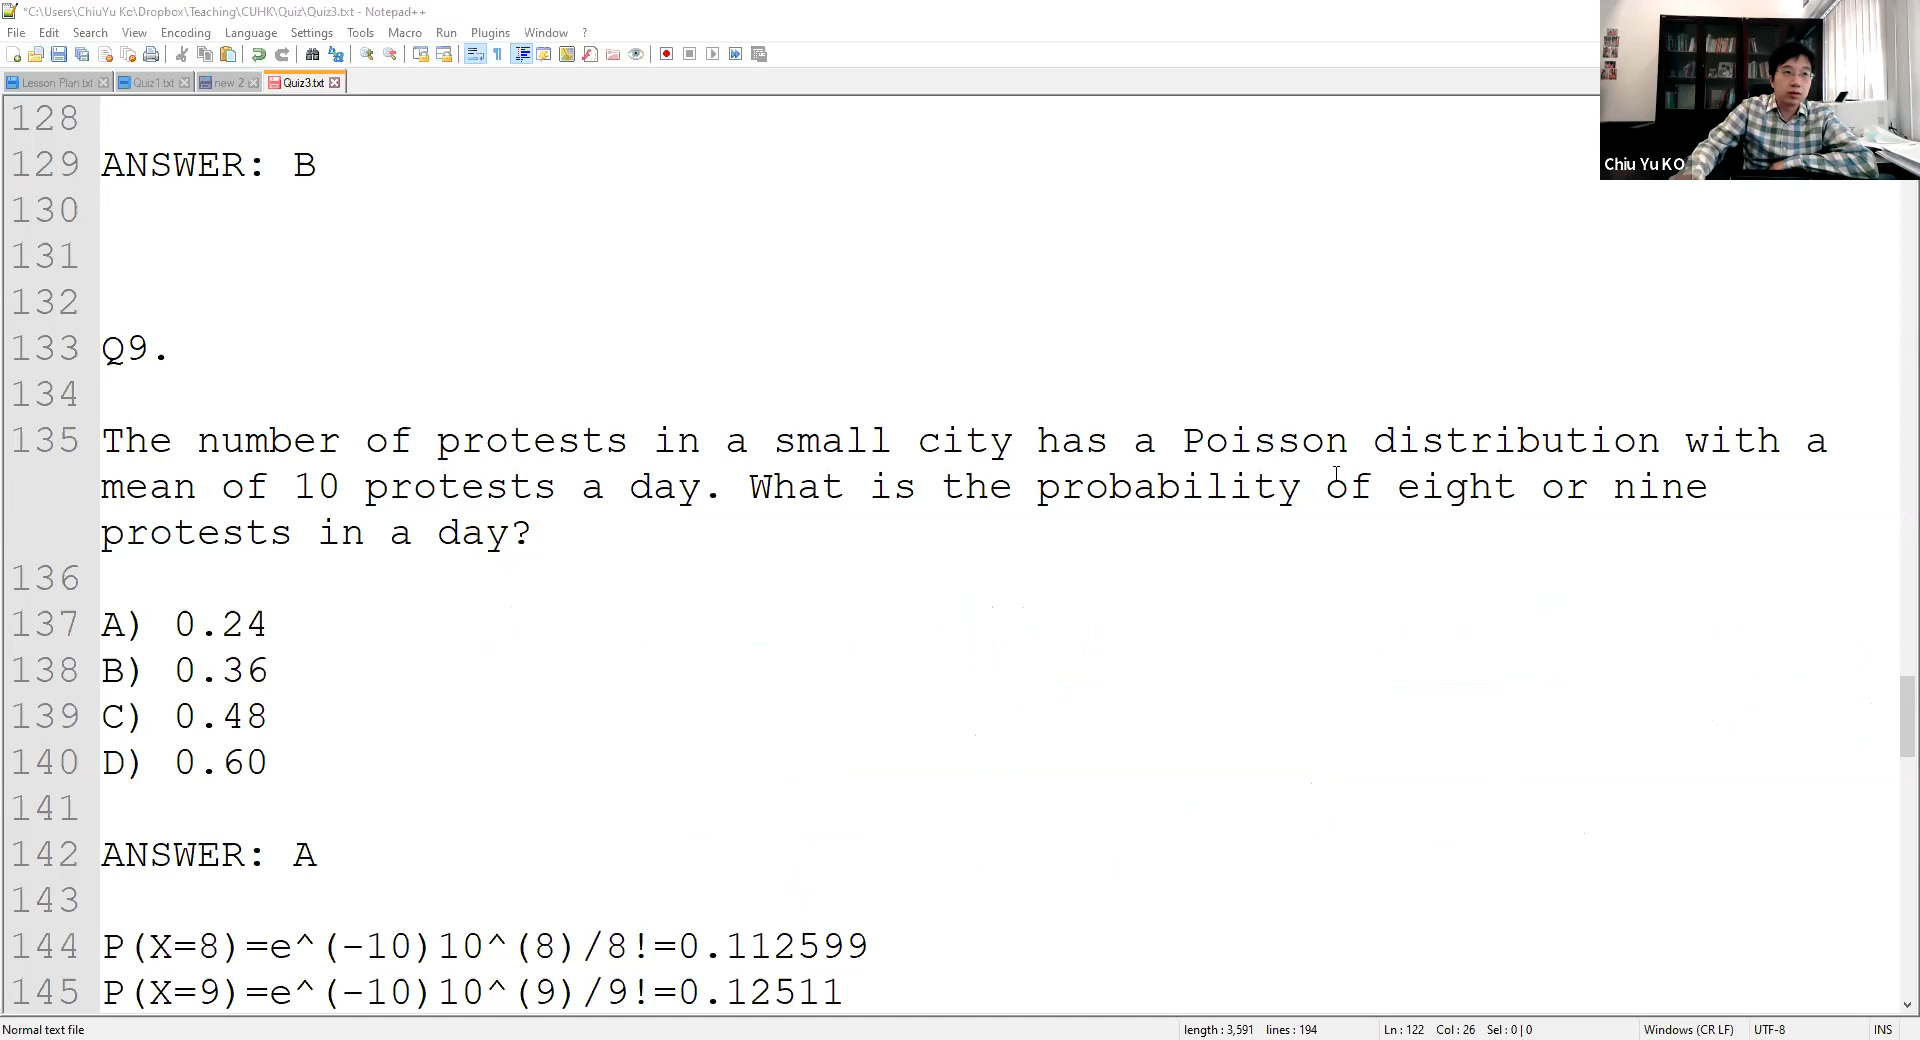 *C:\Users\ChiuYu Ko\Dropbox\Teaching\CUHK\Quiz\Quiz3.txt - Notepad++
File Edit Search View Encoding Language Settings Tools Macro Run Plugins Window ?
Lesson Plan.txt Quiz1.txt new 2 Quiz3.txt
Chiu Yu KO
128
129 ANSWER: B
130
131
132
133 Q9.
134
135 The number of protests in a small city has a Poisson distribution with a
mean of 10 protests a day. What is the probability of eight or nine
protests in a day?
136
137 A) 0.24
138 B) 0.36
139 C) 0.48
140 D) 0.60
141
142 ANSWER: A
143
144 P(X=8)=e^(-10)10^(8)/8!=0.112599
145 P(X=9)=e^(-10)10^(9)/9!=0.12511
Normal text file length : 3,591 lines : 194 Ln : 122 Col : 26 Sel : 0 | 0 Windows (CR LF) UTF-8 INS